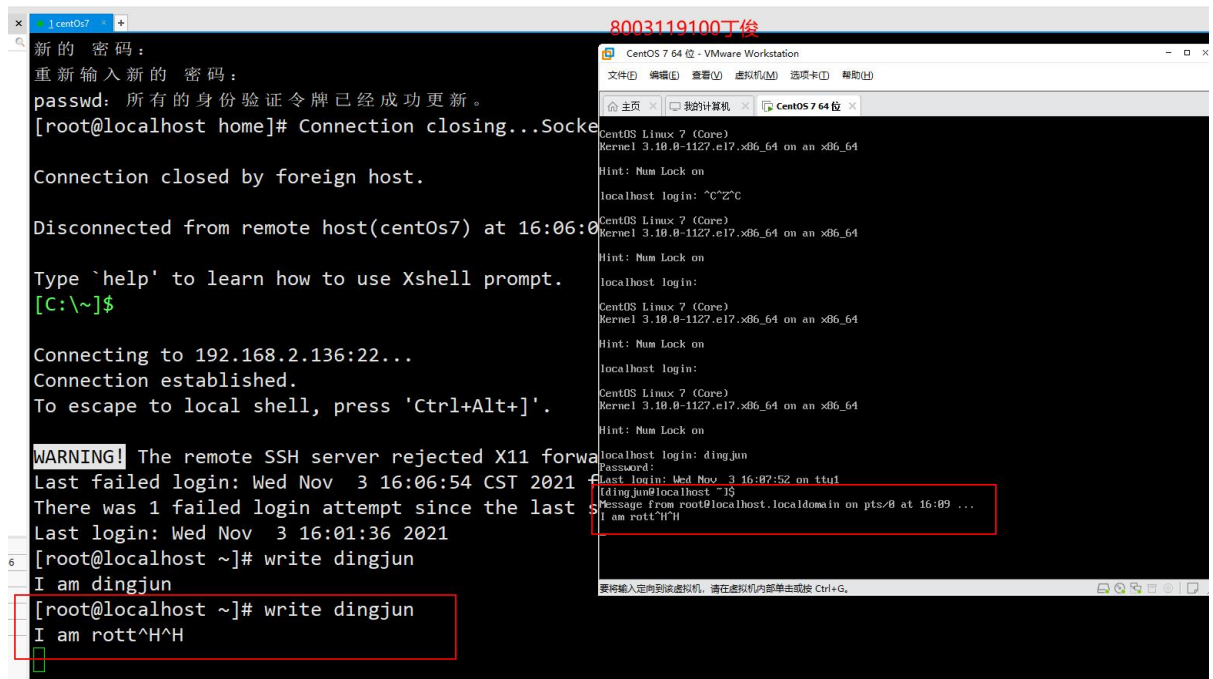 1 centOs7
8003119100丁俊
新的 密码：
重新输入新的 密码：
passwd：所有的身份验证令牌已经成功更新。
[root@localhost home]# Connection closing...Socke
Connection closed by foreign host.
Disconnected from remote host(centOs7) at 16:06:0
Type `help' to learn how to use Xshell prompt.
[C:\~]$
Connecting to 192.168.2.136:22...
Connection established.
To escape to local shell, press 'Ctrl+Alt+]'.
WARNING! The remote SSH server rejected X11 forwa
Last failed login: Wed Nov  3 16:06:54 CST 2021 f
There was 1 failed login attempt since the last s
Last login: Wed Nov  3 16:01:36 2021
[root@localhost ~]# write dingjun
I am dingjun
[root@localhost ~]# write dingjun
I am rott^H^H
6
CentOS 7 64 位 - VMware Workstation
文件(F) 编辑(E) 查看(V) 虚拟机(M) 选项卡(T) 帮助(H)
主页 我的计算机 CentOS 7 64 位
CentOS Linux 7 (Core)
Kernel 3.10.0-1127.el7.x86_64 on an x86_64
Hint: Num Lock on
localhost login: ^C^Z^C
CentOS Linux 7 (Core)
Kernel 3.10.0-1127.el7.x86_64 on an x86_64
Hint: Num Lock on
localhost login:
CentOS Linux 7 (Core)
Kernel 3.10.0-1127.el7.x86_64 on an x86_64
Hint: Num Lock on
localhost login:
CentOS Linux 7 (Core)
Kernel 3.10.0-1127.el7.x86_64 on an x86_64
Hint: Num Lock on
localhost login: dingjun
Password:
Last login: Wed Nov  3 16:07:52 on tty1
[dingjun@localhost ~]$
Message from root@localhost.localdomain on pts/0 at 16:09 ...
I am rott^H^H
要将输入定向到该虚拟机，请在虚拟机内部单击或按 Ctrl+G。